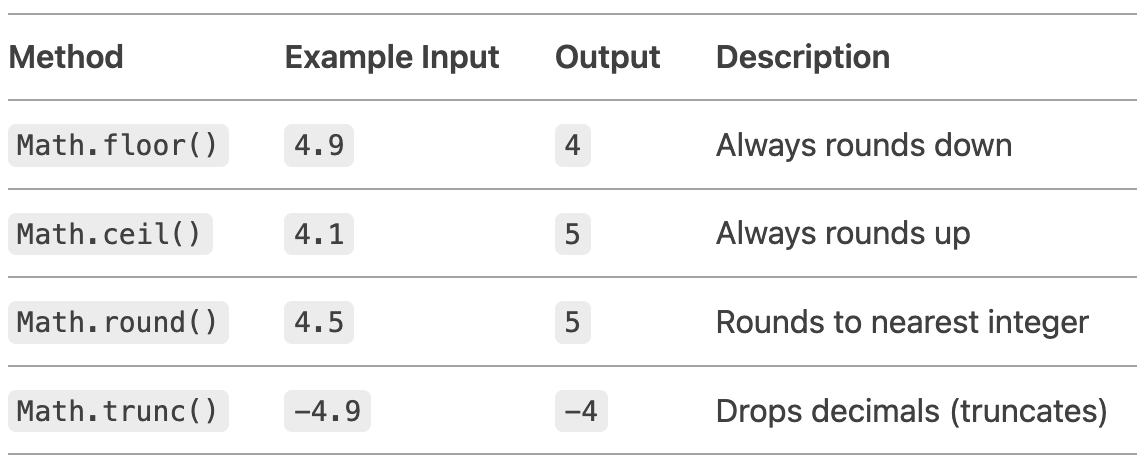 Method Example Input Output Description
Math.floor() 4.9 4 Always rounds down
Math.ceil() 4.1 5 Always rounds up
Math.round() 4.5 5 Rounds to nearest integer
Math.trunc() -4.9 -4 Drops decimals (truncates)